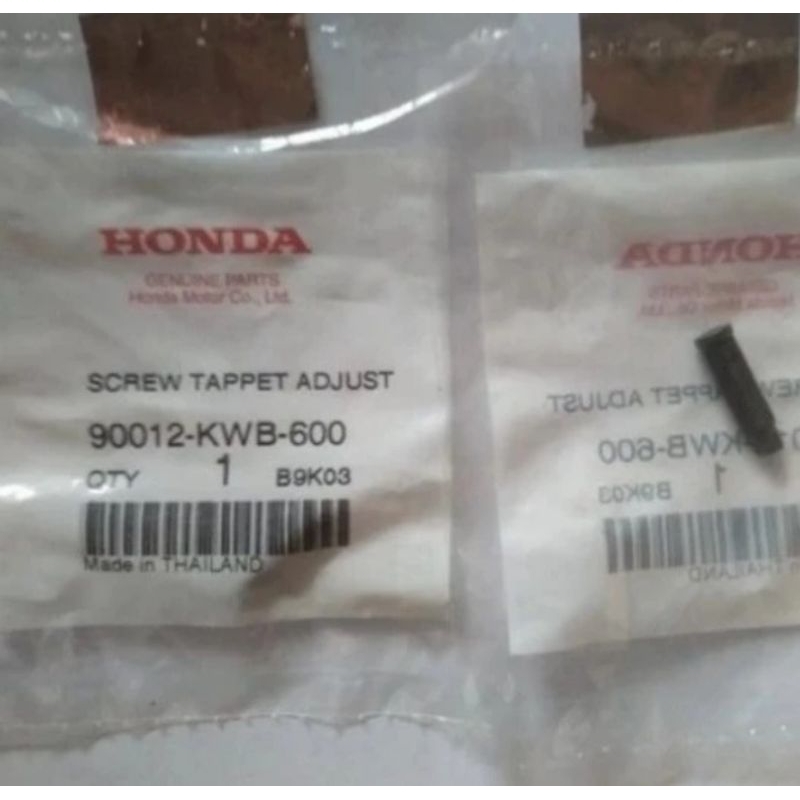 HONDA
GENUINE PARTS
Honda Motor Co., Ltd.
SCREW TAPPET ADJUST
90012-KWB-600
QTY 1 B9K03
Made in THAILAND
HONDA
TAPPET ADJUST
KWB-600
1 B9K03
THAILAND